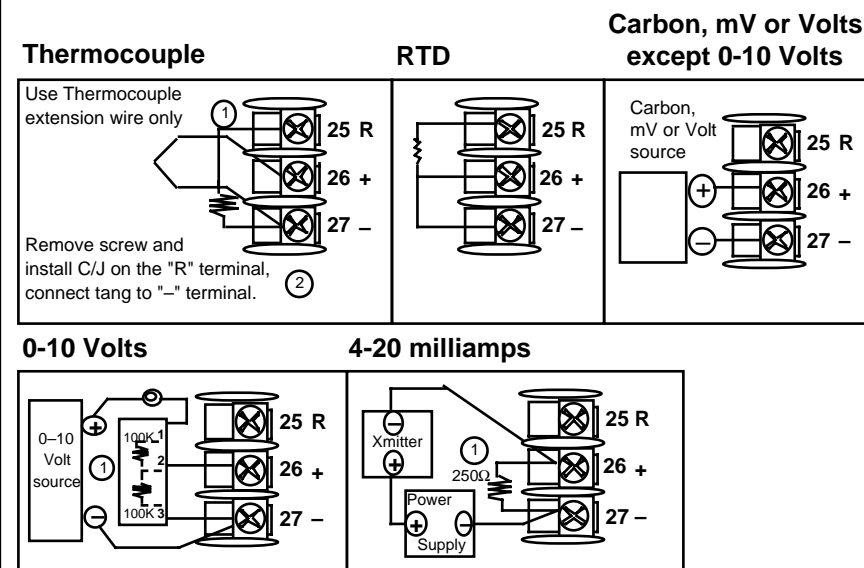 Thermocouple
RTD
Carbon, mV or Volts
except 0-10 Volts
Use Thermocouple
extension wire only
1
25 R
26 +
27 –
Remove screw and
install C/J on the "R" terminal,
connect tang to "–" terminal.
2
25 R
26 +
27 –
Carbon,
mV or Volt
source
+
–
25 R
26 +
27 –
0-10 Volts
4-20 milliamps
0–10
Volt
source
+
–
1
100K 1
2
100K 3
25 R
26 +
27 –
–
Xmitter
+
1
250Ω
Power
+ –
Supply
25 R
26 +
27 –